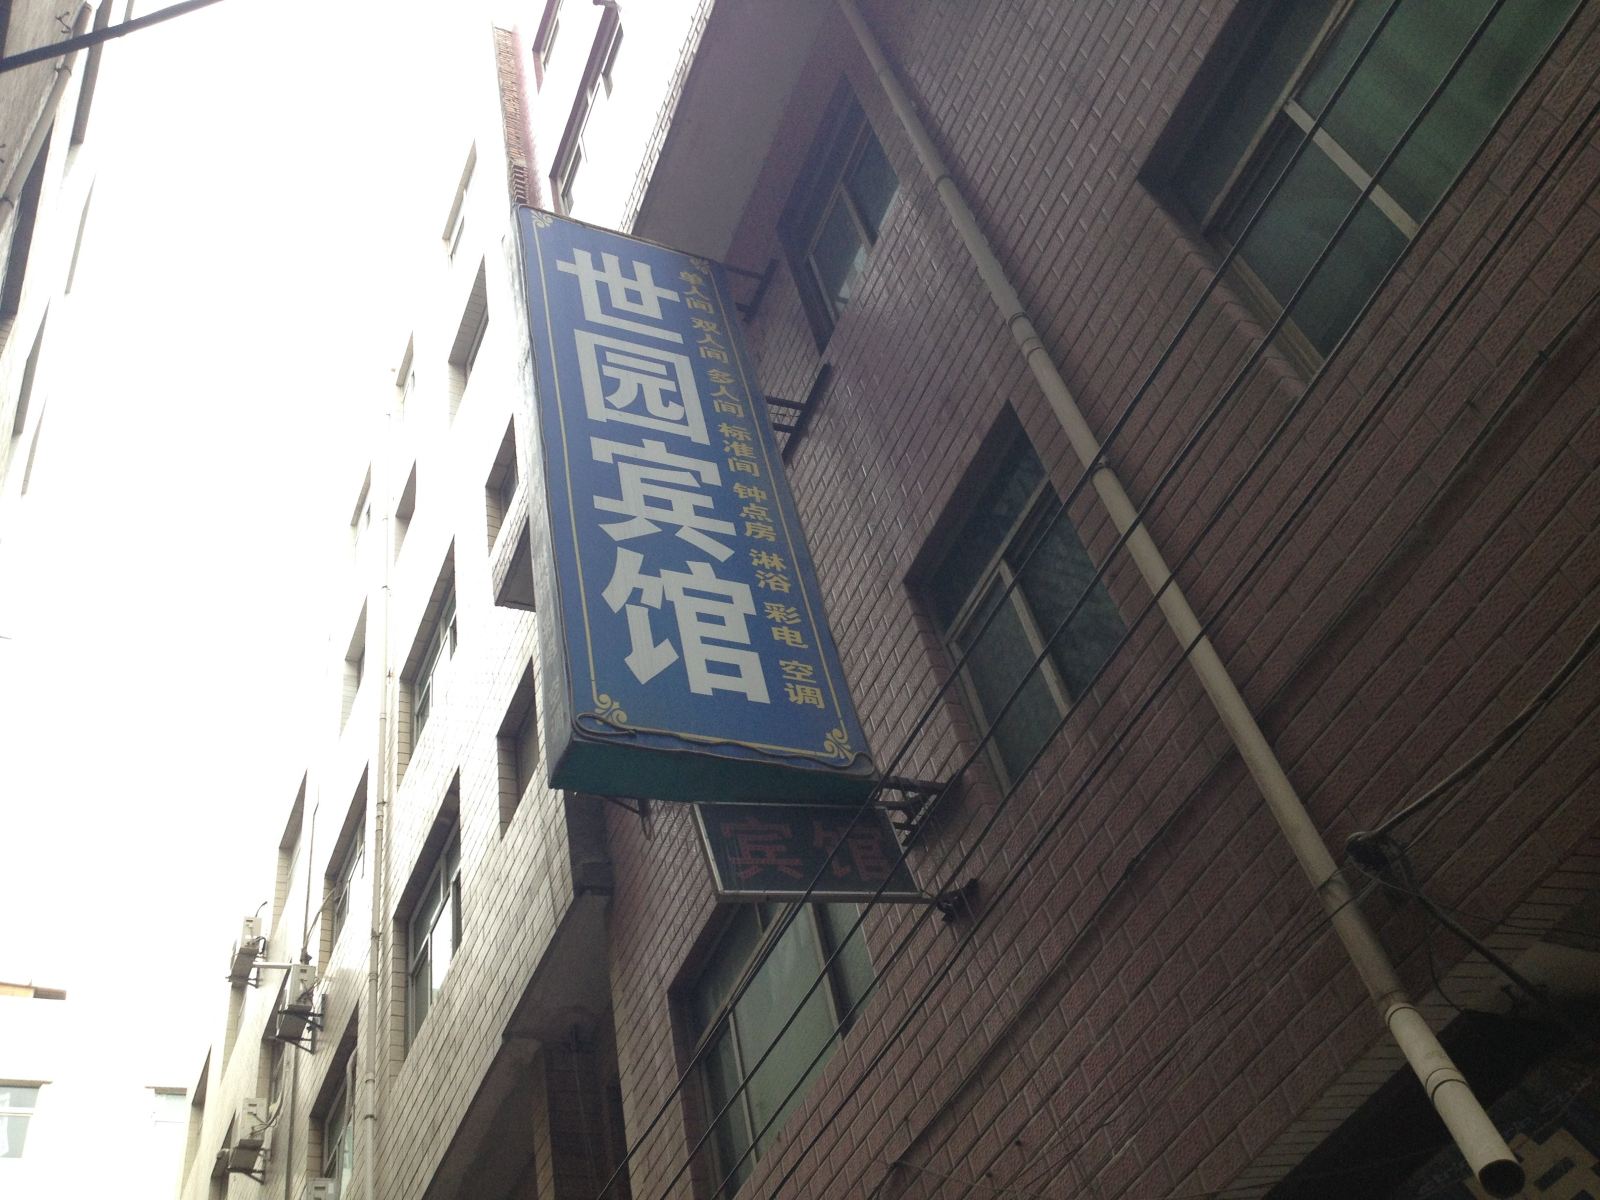 世园宾馆
单人间 双人间 多人间 标准间 钟点房 淋浴 彩电 空调
宾馆